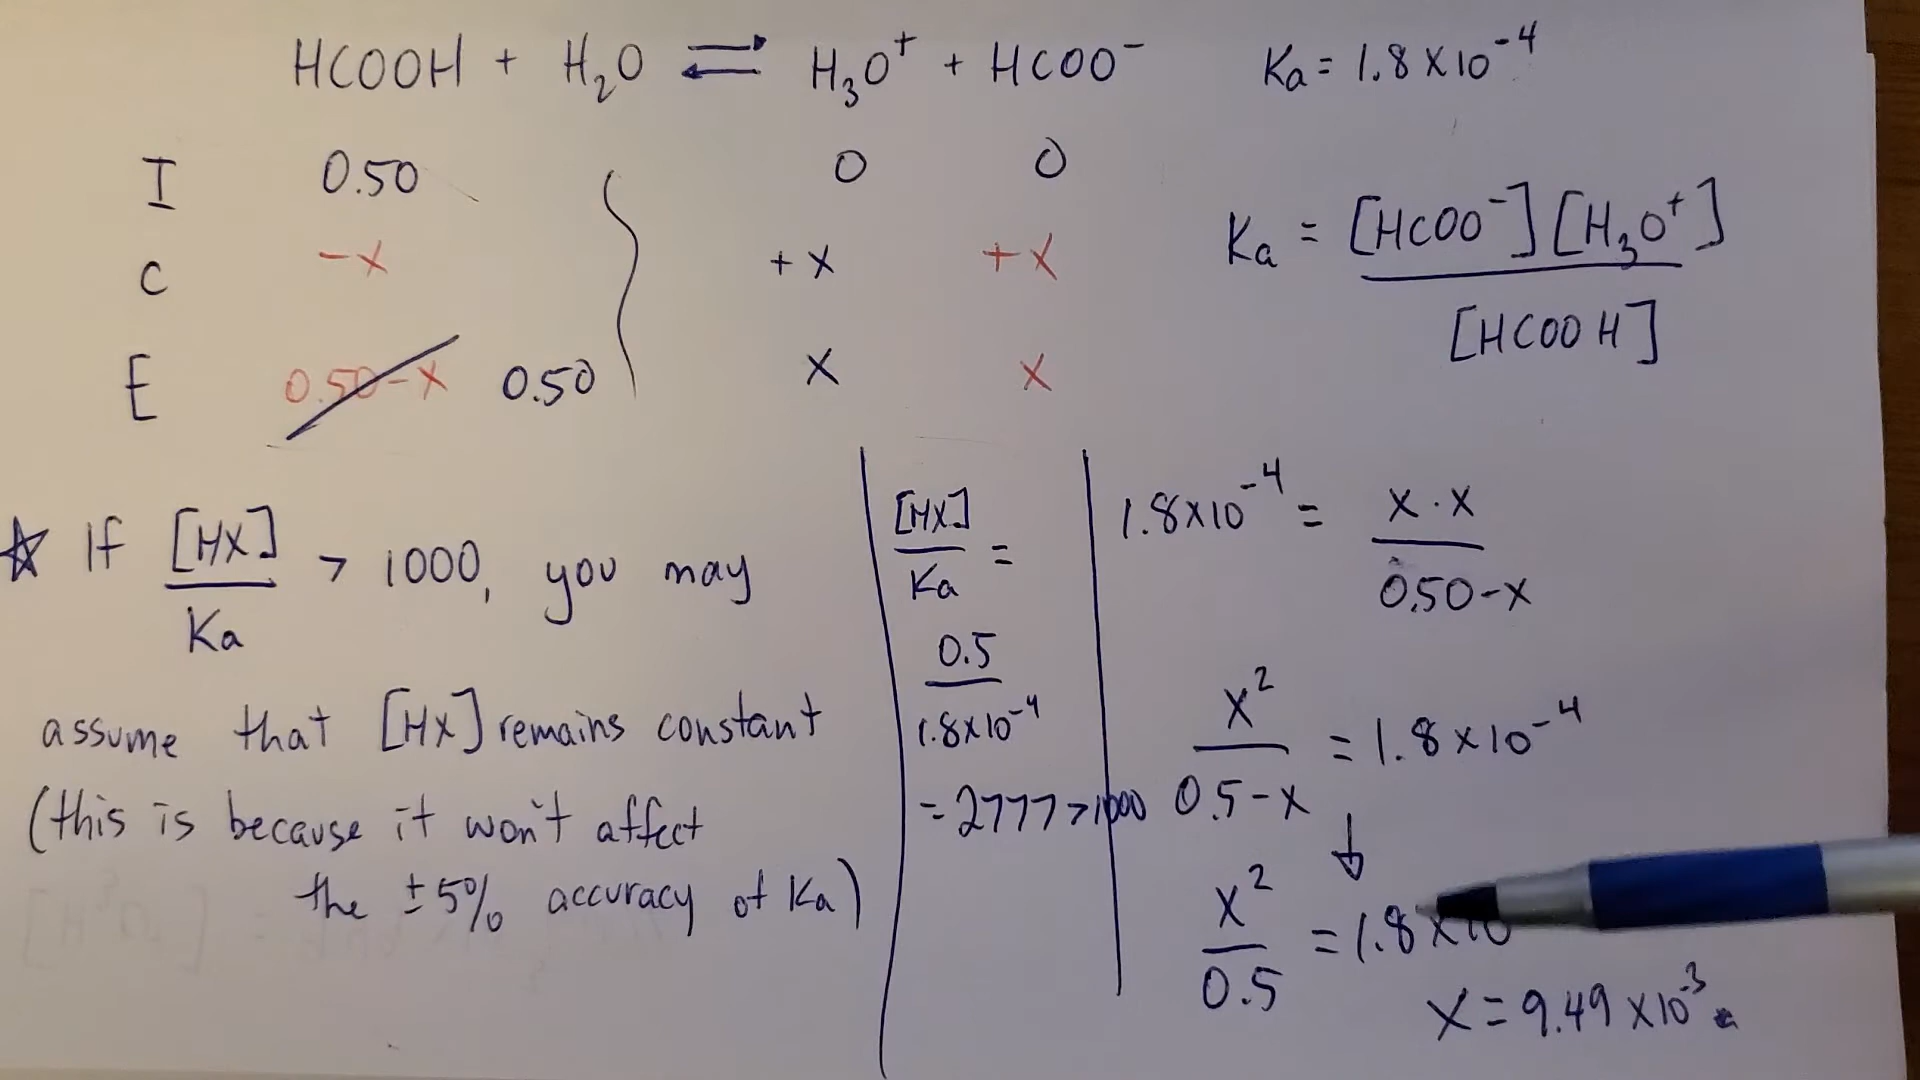 HCOOH + H₂O ⇌ H₃O⁺ + HCOO⁻ Ka = 1.8 x 10⁻⁴
I 0.50 0 0
C -x +x +x
E 0.50-x 0.50 x x
Ka = [HCOO⁻][H₃O⁺]
[HCOOH]
☆ If [HX] > 1000, you may
Ka
assume that [HX] remains constant
(this is because it won't affect
the ±5% accuracy of Ka)
[HX] =
Ka
0.5
1.8x10⁻⁴
= 2777 > 1000
1.8x10⁻⁴ = x · x
0.50-x
x² = 1.8 x 10⁻⁴
0.5-x
↓
x² = 1.8 x 10
0.5
x = 9.49 x 10⁻³